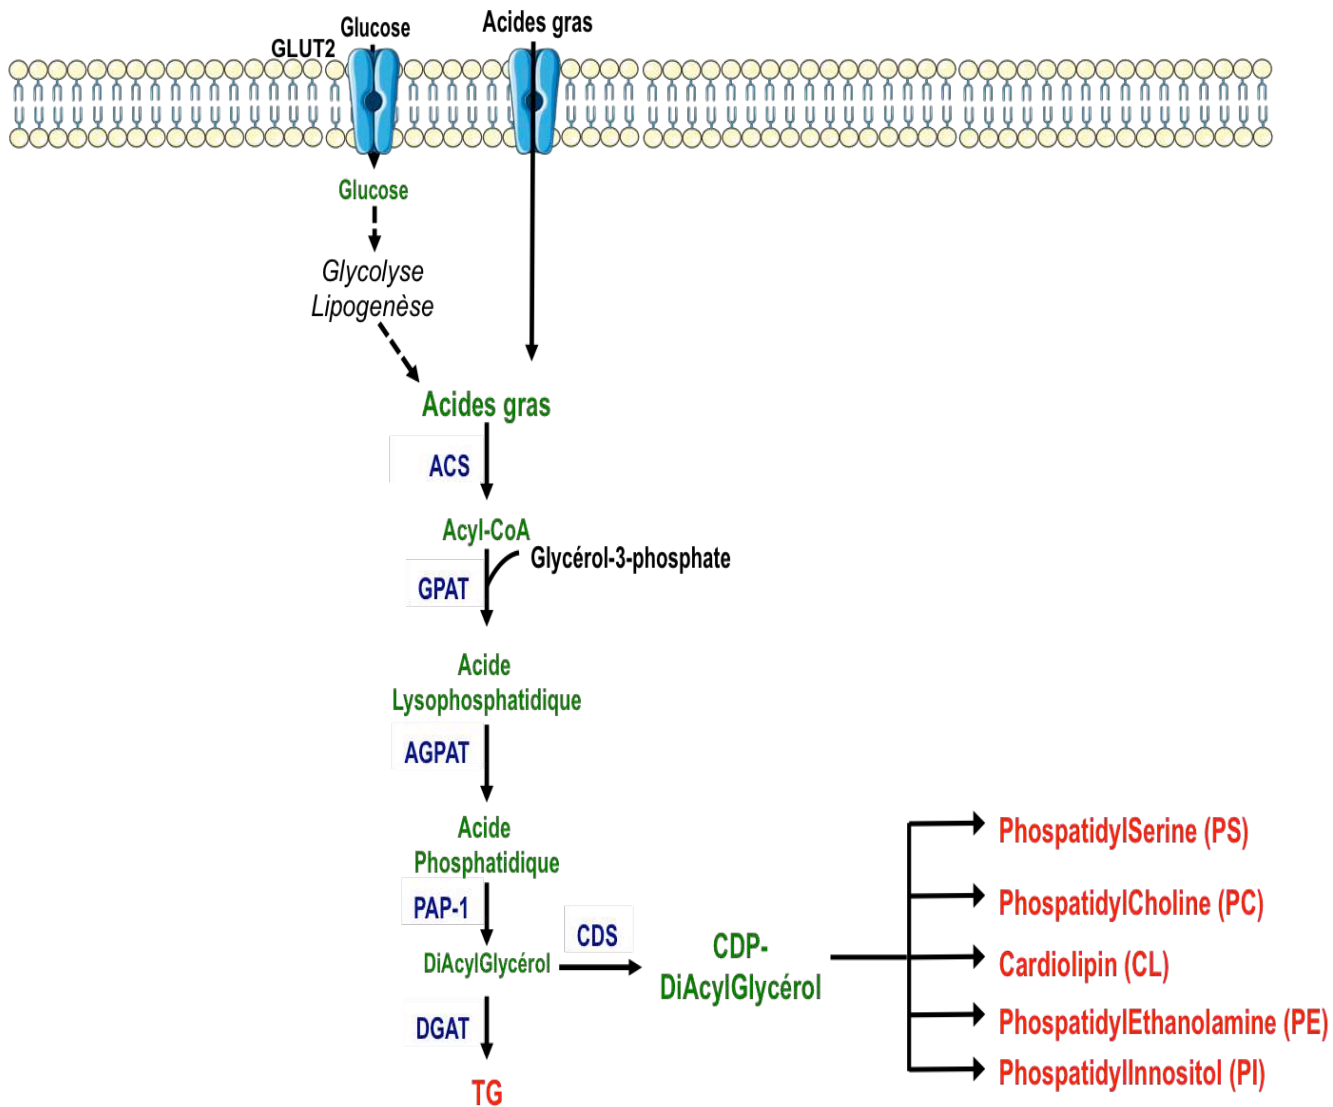 Glucose
Acides gras
GLUT2
Glucose
Glycolyse
Lipogenèse
Acides gras
ACS
Acyl-CoA
Glycérol-3-phosphate
GPAT
Acide
Lysophosphatidique
AGPAT
Acide
Phosphatidique
PAP-1
DiAcylGlycérol
CDS
CDP-
DiAcylGlycérol
DGAT
TG
PhospatidylSerine (PS)
PhospatidylCholine (PC)
Cardiolipin (CL)
PhospatidylEthanolamine (PE)
PhospatidylInnositol (PI)